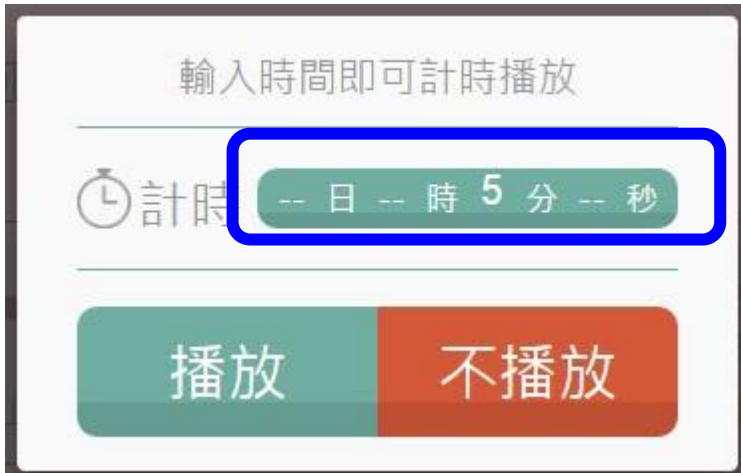 輸入時間即可計時播放
計時 -- 日 -- 時 5 分 -- 秒
播放 不播放